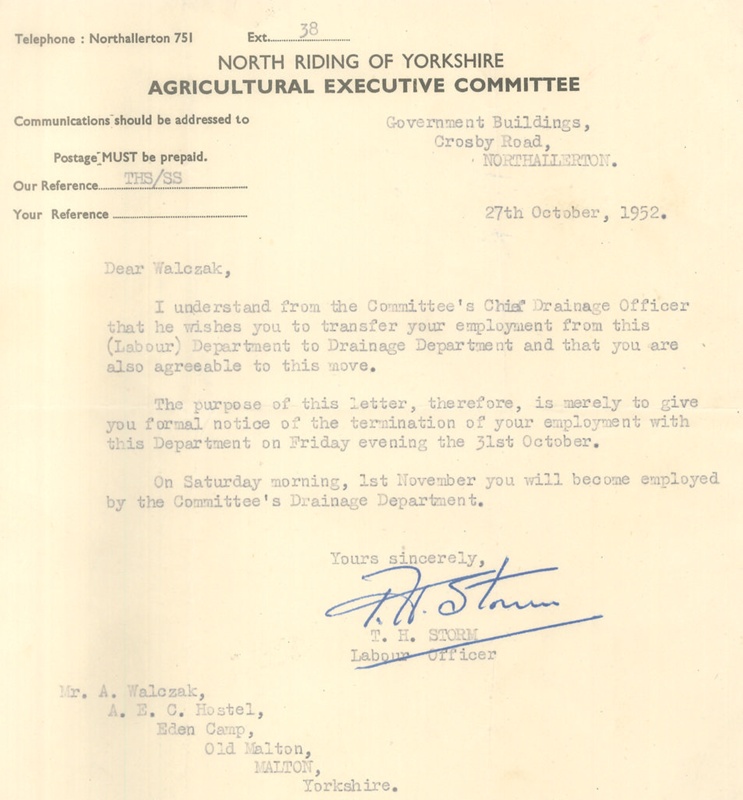 Telephone : Northallerton 751 Ext. 38
NORTH RIDING OF YORKSHIRE
AGRICULTURAL EXECUTIVE COMMITTEE
Communications should be addressed to
Postage MUST be prepaid.
Our Reference THS/SS
Your Reference
Government Buildings,
Crosby Road,
NORTHALLERTON.
27th October, 1952.
Dear Walczak,
I understand from the Committee's Chief Drainage Officer
that he wishes you to transfer your employment from this
(Labour) Department to Drainage Department and that you are
also agreeable to this move.
The purpose of this letter, therefore, is merely to give
you formal notice of the termination of your employment with
this Department on Friday evening the 31st October.
On Saturday morning, 1st November you will become employed
by the Committee's Drainage Department.
Yours sincerely,
T. H. Storm
T. H. STORM
Labour Officer
Mr. A. Walczak,
A. E. C. Hostel,
Eden Camp,
Old Malton,
MALTON,
Yorkshire.